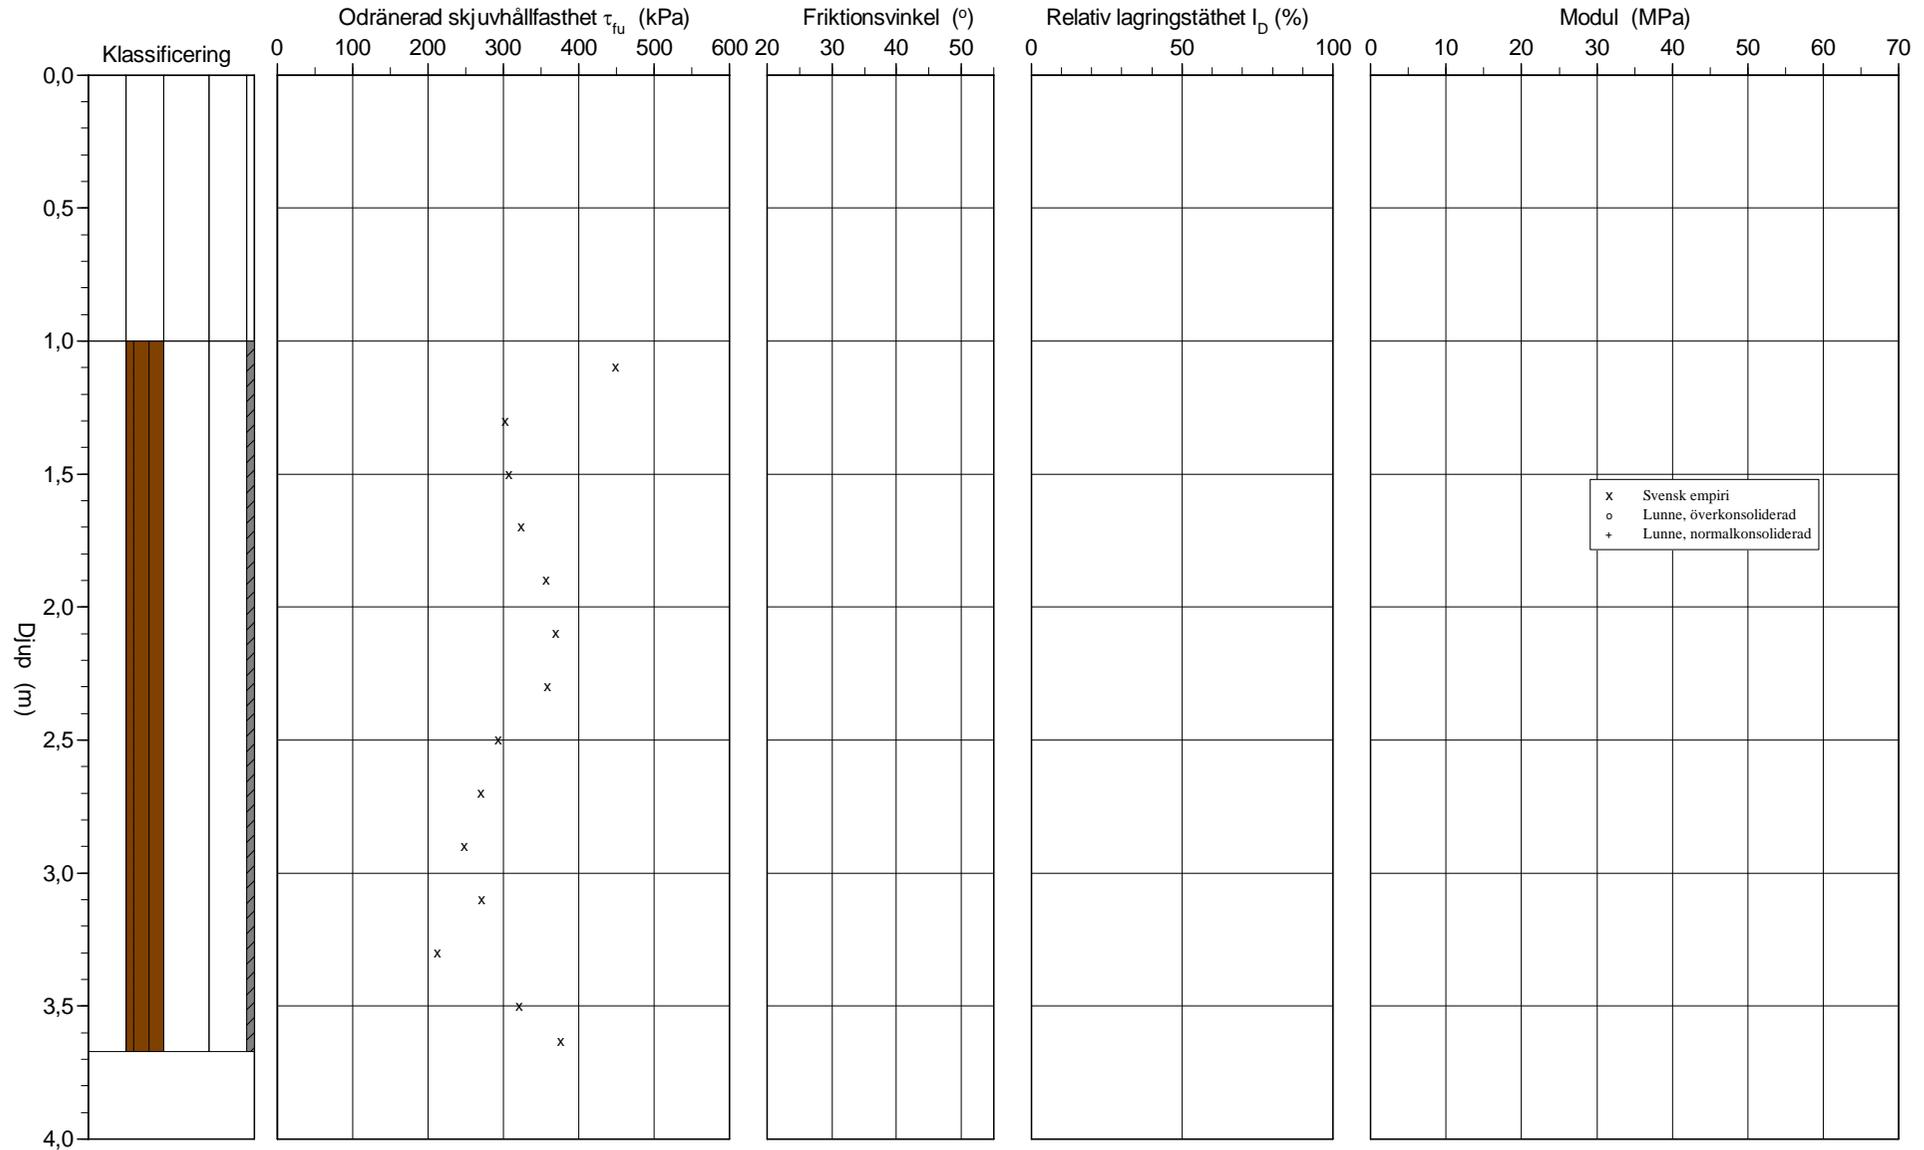 Odränerad skjuvhållfasthet τfu (kPa) Friktionsvinkel (o) Relativ lagringstäthet ID (%) Modul (MPa)
Klassificering 0 100 200 300 400 500 600 20 30 40 50 0 50 100 0 10 20 30 40 50 60 70
0,0
0,5
1,0
1,5
2,0
2,5
3,0
3,5
4,0
Djup (m)
x Svensk empiri
o Lunne, överkonsoliderad
+ Lunne, normalkonsoliderad